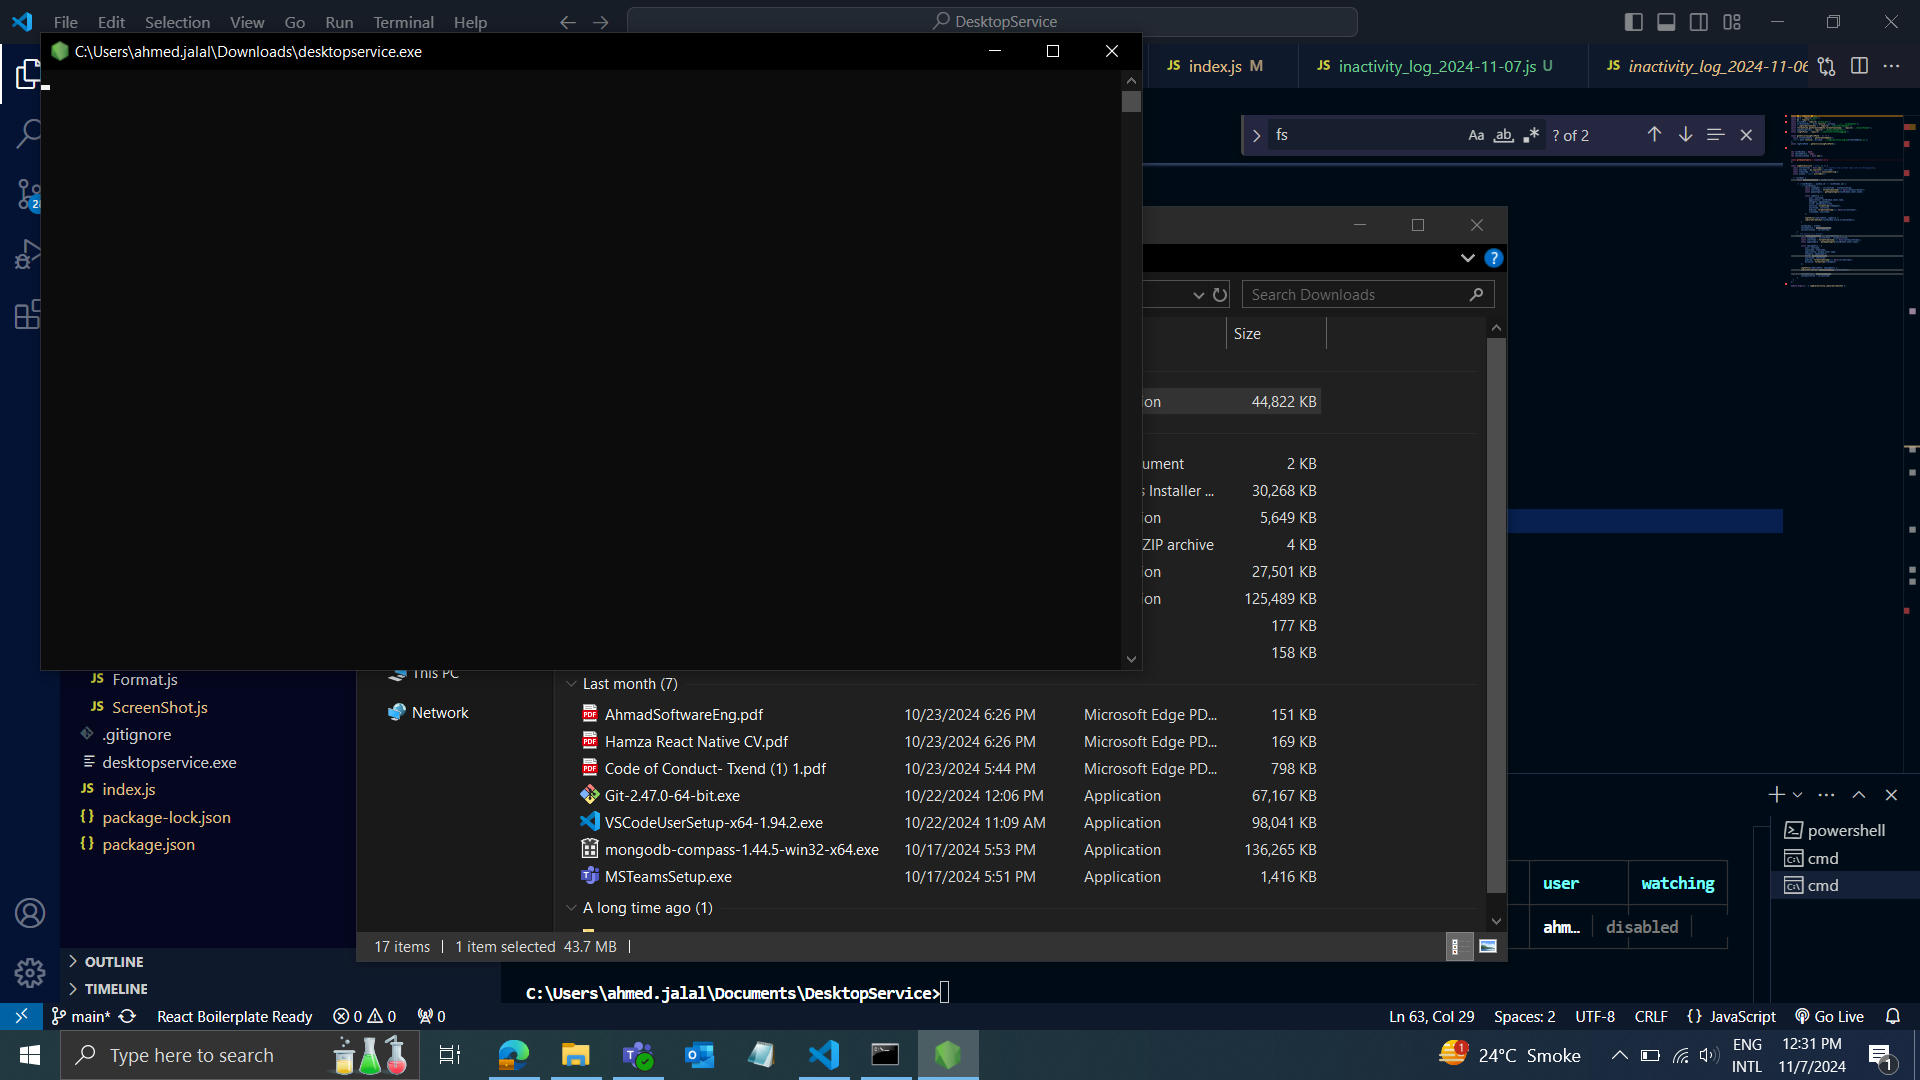 File Edit Selection View Go Run Terminal Help
DesktopService
C:\Users\ahmed.jalal\Downloads\desktopservice.exe
JS index.js M
JS inactivity_log_2024-11-07.js U
JS inactivity_log_2024-11-06
fs
Aa ab
? of 2
28
?
Search Downloads
Size
ion 44,822 KB
ument 2 KB
s Installer ... 30,268 KB
ion 5,649 KB
ZIP archive 4 KB
ion 27,501 KB
ion 125,489 KB
177 KB
158 KB
This PC
Network
Last month (7)
AhmadSoftwareEng.pdf 10/23/2024 6:26 PM Microsoft Edge PD... 151 KB
Hamza React Native CV.pdf 10/23/2024 6:26 PM Microsoft Edge PD... 169 KB
Code of Conduct- Txend (1) 1.pdf 10/23/2024 5:44 PM Microsoft Edge PD... 798 KB
Git-2.47.0-64-bit.exe 10/22/2024 12:06 PM Application 67,167 KB
VSCodeUserSetup-x64-1.94.2.exe 10/22/2024 11:09 AM Application 98,041 KB
mongodb-compass-1.44.5-win32-x64.exe 10/17/2024 5:53 PM Application 136,265 KB
MSTeamsSetup.exe 10/17/2024 5:51 PM Application 1,416 KB
A long time ago (1)
17 items 1 item selected 43.7 MB
JS Format.js
JS ScreenShot.js
.gitignore
desktopservice.exe
JS index.js
{} package-lock.json
{} package.json
OUTLINE
TIMELINE
powershell
cmd
cmd
user watching
ahm… disabled
C:\Users\ahmed.jalal\Documents\DesktopService>
main* React Boilerplate Ready 0 0 0
Ln 63, Col 29 Spaces: 2 UTF-8 CRLF {} JavaScript Go Live
Type here to search
1 24°C Smoke
ENG
INTL
12:31 PM
11/7/2024
1